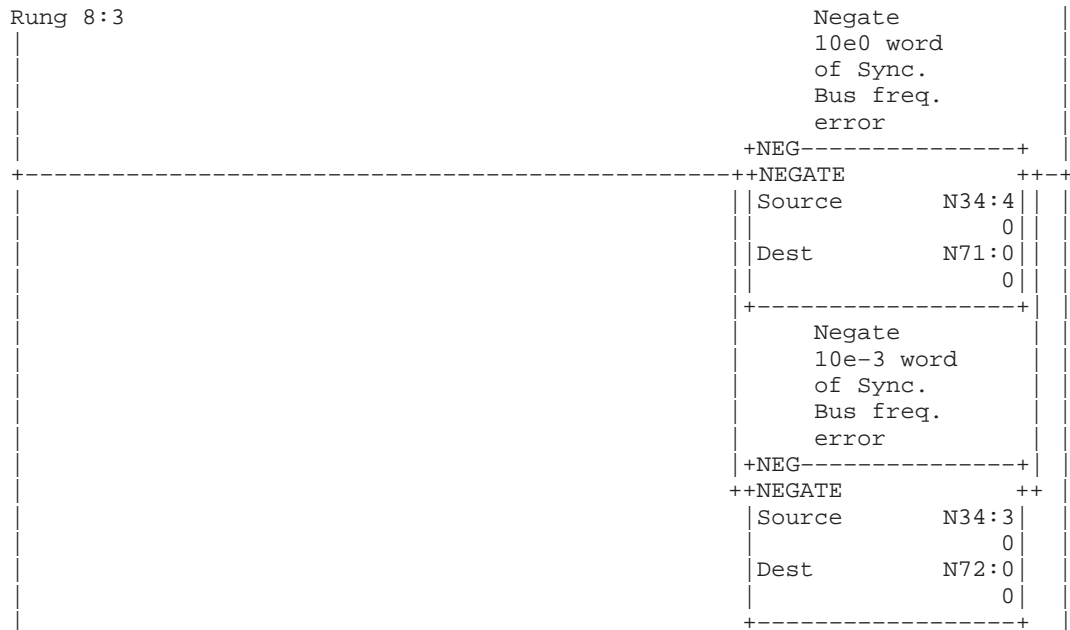 Rung 8:3
Negate
10e0 word
of Sync.
Bus freq.
error
+NEG---------------+
NEGATE
Source N34:4
0
Dest N71:0
0
Negate
10e-3 word
of Sync.
Bus freq.
error
+NEG---------------+
NEGATE
Source N34:3
0
Dest N72:0
0